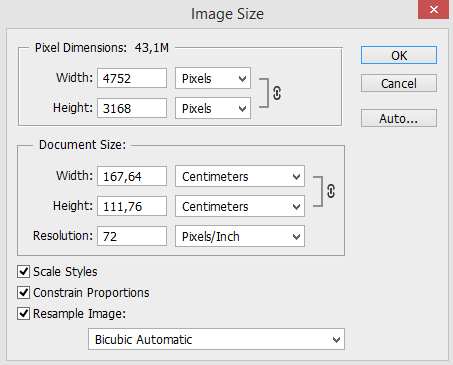 Image Size
Pixel Dimensions: 43,1M
Width: 4752 Pixels
Height: 3168 Pixels
OK
Cancel
Auto...
Document Size:
Width: 167,64 Centimeters
Height: 111,76 Centimeters
Resolution: 72 Pixels/Inch
Scale Styles
Constrain Proportions
Resample Image:
Bicubic Automatic